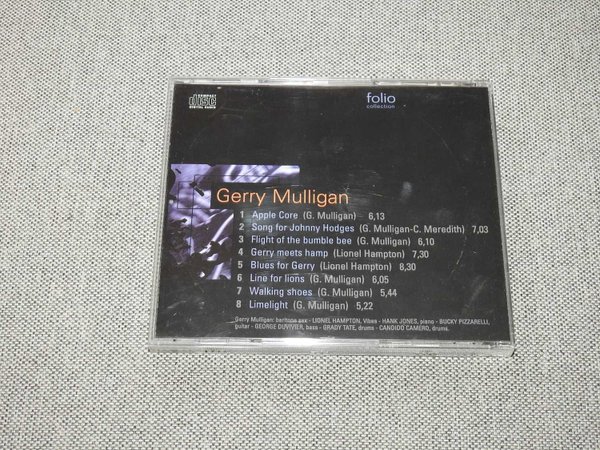 COMPACT
disc
DIGITAL AUDIO
folio
collection
Gerry Mulligan
1 Apple Core (G. Mulligan) 6,13
2 Song for Johnny Hodges (G. Mulligan-C. Meredith) 7,03
3 Flight of the bumble bee (G. Mulligan) 6,10
4 Gerry meets hamp (Lionel Hampton) 7,30
5 Blues for Gerry (Lionel Hampton) 8,30
6 Line for lions (G. Mulligan) 6,05
7 Walking shoes (G. Mulligan) 5,44
8 Limelight (G. Mulligan) 5,22
Gerry Mulligan: baritone sax - LIONEL HAMPTON, Vibes - HANK JONES, piano - BUCKY PIZZARELLI,
guitar - GEORGE DUVIVIER, bass - GRADY TATE, drums - CANDIDO CAMERO, drums.